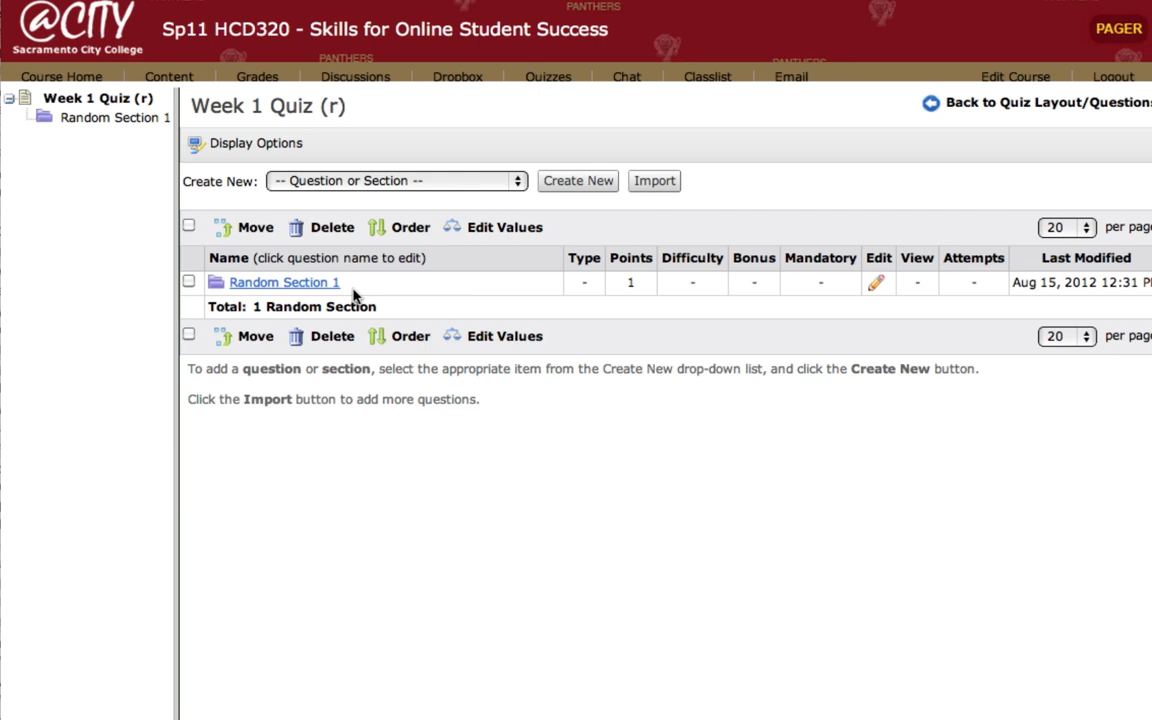 PANTHERS
@CITY
Sacramento City College
Sp11 HCD320 - Skills for Online Student Success
PAGER
PANTHERS
PANTHERS
Course Home Content Grades Discussions Dropbox Quizzes Chat Classlist Email Edit Course Logout
Week 1 Quiz (r)
Random Section 1
Week 1 Quiz (r)
Back to Quiz Layout/Questions
Display Options
Create New: -- Question or Section -- Create New Import
Move Delete Order Edit Values 20 per page
Name (click question name to edit) Type Points Difficulty Bonus Mandatory Edit View Attempts Last Modified
Random Section 1 - 1 - - - - - Aug 15, 2012 12:31 P
Total: 1 Random Section
Move Delete Order Edit Values 20 per page
To add a question or section, select the appropriate item from the Create New drop-down list, and click the Create New button.
Click the Import button to add more questions.